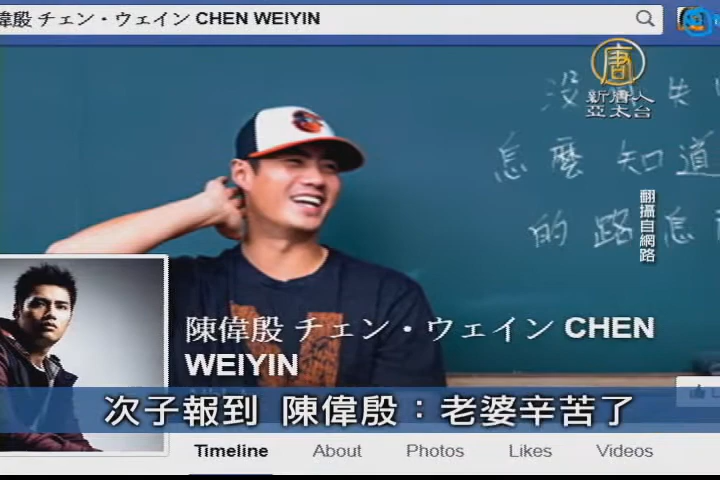 偉殷 チェン・ウェイン CHEN WEIYIN
唐
新唐人
亞太台
沒 失
怎麼知道
的路怎
翻攝自網路
陳偉殷 チェン・ウェイン CHEN
WEIYIN
次子報到 陳偉殷：老婆辛苦了
Timeline About Photos Likes Videos